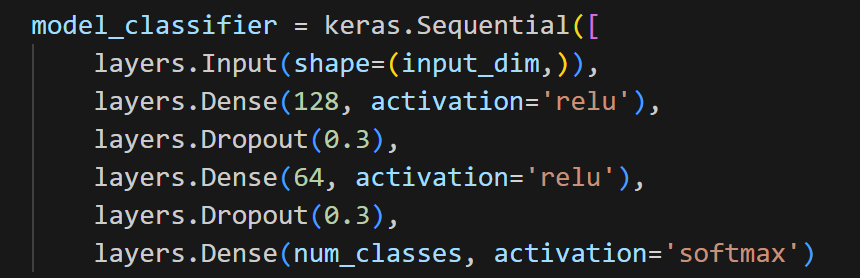 model_classifier = keras.Sequential([
    layers.Input(shape=(input_dim,)),
    layers.Dense(128, activation='relu'),
    layers.Dropout(0.3),
    layers.Dense(64, activation='relu'),
    layers.Dropout(0.3),
    layers.Dense(num_classes, activation='softmax')